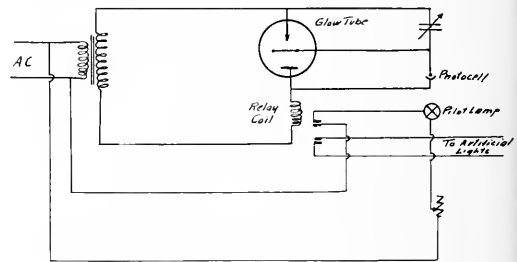 Glow Tube
AC
Photocell
Relay
Coil
Pilot Lamp
To Artificial
Lights